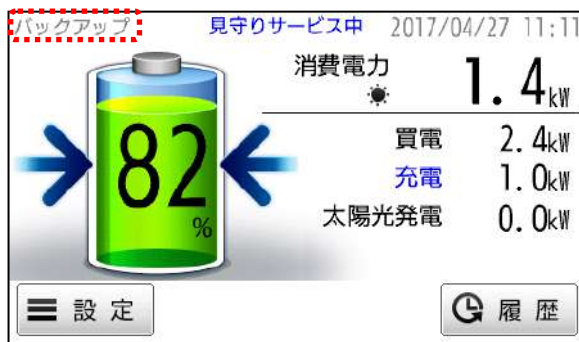 バックアップ 見守りサービス中 2017/04/27 11:11
消費電力 1.4kW
82%
買電 2.4kW
充電 1.0kW
太陽光発電 0.0kW
設定 履歴